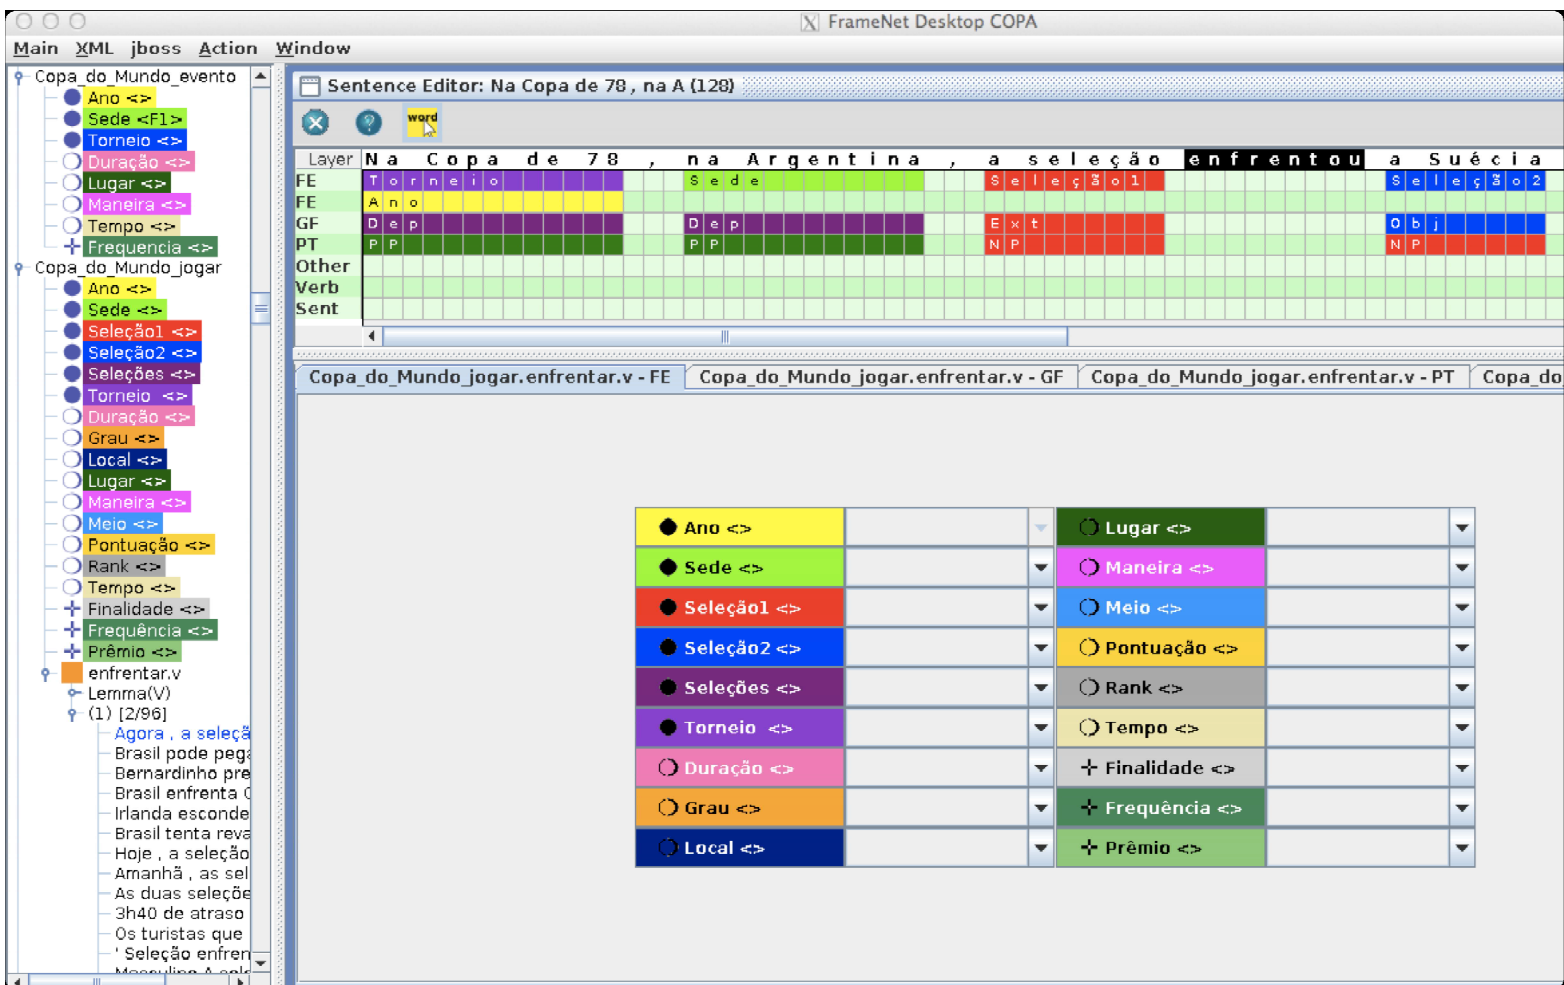 FrameNet Desktop COPA
Main XML jboss Action Window
Copa_do_Mundo_evento
Ano <>
Sede <F1>
Torneio <>
Duração <>
Lugar <>
Maneira <>
Tempo <>
Frequencia <>
Copa_do_Mundo_jogar
Ano <>
Sede <>
Seleção1 <>
Seleção2 <>
Seleções <>
Torneio <>
Duração <>
Grau <>
Local <>
Lugar <>
Maneira <>
Meio <>
Pontuação <>
Rank <>
Tempo <>
Finalidade <>
Frequência <>
Prêmio <>
enfrentar.v
Lemma(V)
(1) [2/96]
Agora , a seleçã
Brasil pode pega
Bernardinho pre
Brasil enfrenta
Irlanda esconde
Brasil tenta reva
Hoje , a seleção
Amanhã , as sel
As duas seleçõe
3h40 de atraso
Os turistas que
' Seleção enfren
Sentence Editor: Na Copa de 78 , na A (128)
word
Layer Na Copa de 78 , na Argentina , a seleção enfrentou a Suécia
FE Torneio Sede Seleção1 Seleção2
FE Ano
GF Dep Dep Ext Obj
PT PP PP NP NP
Other
Verb
Sent
Copa_do_Mundo_jogar.enfrentar.v - FE Copa_do_Mundo_jogar.enfrentar.v - GF Copa_do_Mundo_jogar.enfrentar.v - PT Copa_do
Ano <> Lugar <>
Sede <> Maneira <>
Seleção1 <> Meio <>
Seleção2 <> Pontuação <>
Seleções <> Rank <>
Torneio <> Tempo <>
Duração <> Finalidade <>
Grau <> Frequência <>
Local <> Prêmio <>